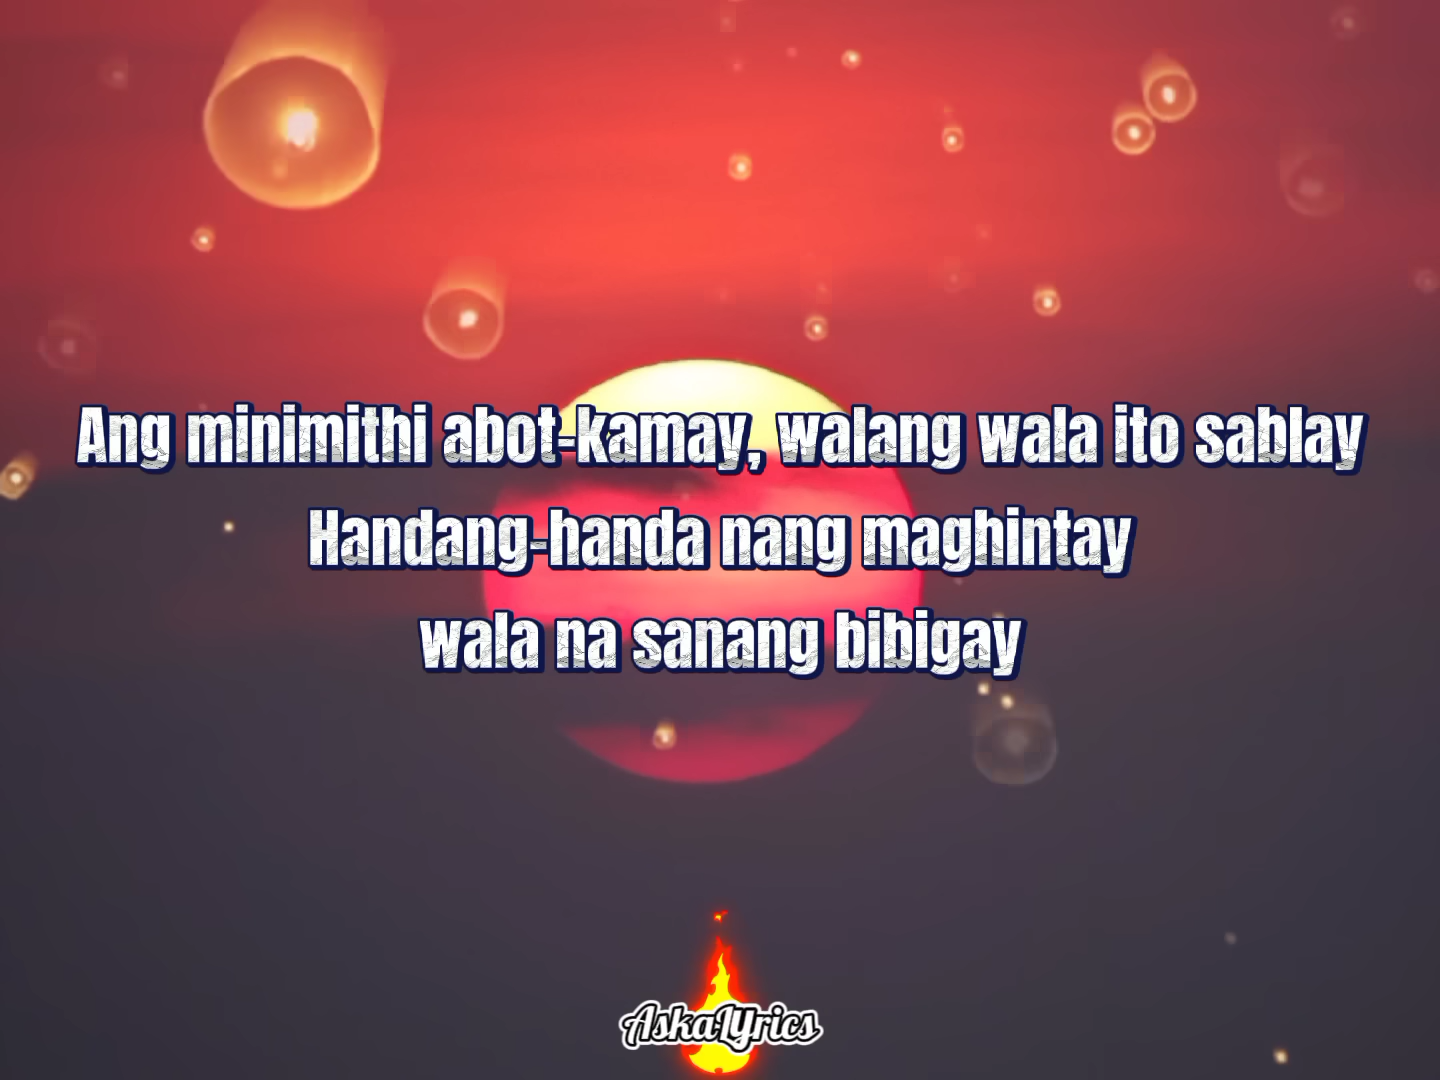 Ang minimithi abot-kamay, walang wala ito sablay
Handang-handa nang maghintay
wala na sanang bibigay
AskaLyrics